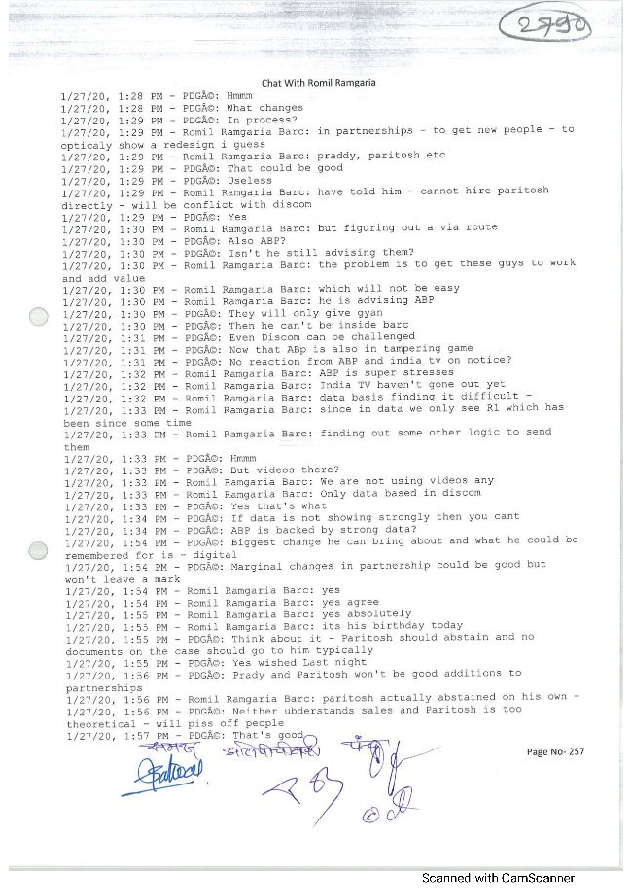 2790
Chat With Romil Ramgaria
1/27/20, 1:28 PM - PDGÂ©: Hmmm
1/27/20, 1:28 PM - PDGÂ©: What changes
1/27/20, 1:29 PM - PDGÂ©: In process?
1/27/20, 1:29 PM - Romil Ramgaria Barc: in partnerships - to get new people - to
opticaly show a redesign i guess
1/27/20, 1:29 PM - Romil Ramgaria Barc: praddy, paritosh etc
1/27/20, 1:29 PM - PDGÂ©: That could be good
1/27/20, 1:29 PM - PDGÂ©: Useless
1/27/20, 1:29 PM - Romil Ramgaria Barc: have told him - cannot hire paritosh
directly - will be conflict with discom
1/27/20, 1:29 PM - PDGÂ©: Yes
1/27/20, 1:30 PM - Romil Ramgaria Barc: but figuring out a via route
1/27/20, 1:30 PM - PDGÂ©: Also ABP?
1/27/20, 1:30 PM - PDGÂ©: Isn't he still advising them?
1/27/20, 1:30 PM - Romil Ramgaria Barc: the problem is to get these guys to work
and add value
1/27/20, 1:30 PM - Romil Ramgaria Barc: which will not be easy
1/27/20, 1:30 PM - Romil Ramgaria Barc: he is advising ABP
1/27/20, 1:30 PM - PDGÂ©: They will only give gyan
1/27/20, 1:30 PM - PDGÂ©: Then he can't be inside barc
1/27/20, 1:31 PM - PDGÂ©: Even Discom can be challenged
1/27/20, 1:31 PM - PDGÂ©: Now that ABp is also in tampering game
1/27/20, 1:31 PM - PDGÂ©: No reaction from ABP and india tv on notice?
1/27/20, 1:32 PM - Romil Ramgaria Barc: ABP is super stresses
1/27/20, 1:32 PM - Romil Ramgaria Barc: India TV haven't gone out yet
1/27/20, 1:32 PM - Romil Ramgaria Barc: data basis finding it difficult -
1/27/20, 1:33 PM - Romil Ramgaria Barc: since in data we only see R1 which has
been since some time
1/27/20, 1:33 PM - Romil Ramgaria Barc: finding out some other logic to send
them
1/27/20, 1:33 PM - PDGÂ©: Hmmm
1/27/20, 1:33 PM - PDGÂ©: But videos there?
1/27/20, 1:33 PM - Romil Ramgaria Barc: We are not using videos any
1/27/20, 1:33 PM - Romil Ramgaria Barc: Only data based in discom
1/27/20, 1:33 PM - PDGÂ©: Yes that's what
1/27/20, 1:34 PM - PDGÂ©: If data is not showing strongly then you cant
1/27/20, 1:34 PM - PDGÂ©: ABP is backed by strong data?
1/27/20, 1:54 PM - PDGÂ©: Biggest change he can bring about and what he could be
remembered for is - digital
1/27/20, 1:54 PM - PDGÂ©: Marginal changes in partnership could be good but
won't leave a mark
1/27/20, 1:54 PM - Romil Ramgaria Barc: yes
1/27/20, 1:54 PM - Romil Ramgaria Barc: yes agree
1/27/20, 1:55 PM - Romil Ramgaria Barc: yes absolutely
1/27/20, 1:55 PM - Romil Ramgaria Barc: its his birthday today
1/27/20, 1:55 PM - PDGÂ©: Think about it - Paritosh should abstain and no
documents on the case should go to him typically
1/27/20, 1:55 PM - PDGÂ©: Yes wished Last night
1/27/20, 1:56 PM - PDGÂ©: Prady and Paritosh won't be good additions to
partnerships
1/27/20, 1:56 PM - Romil Ramgaria Barc: paritosh actually abstained on his own -
1/27/20, 1:56 PM - PDGÂ©: Neither ubderstands sales and Paritosh is too
theoretical - will piss off people
1/27/20, 1:57 PM - PDGÂ©: That's good
समक्ष
Page No- 257
Scanned with CamScanner